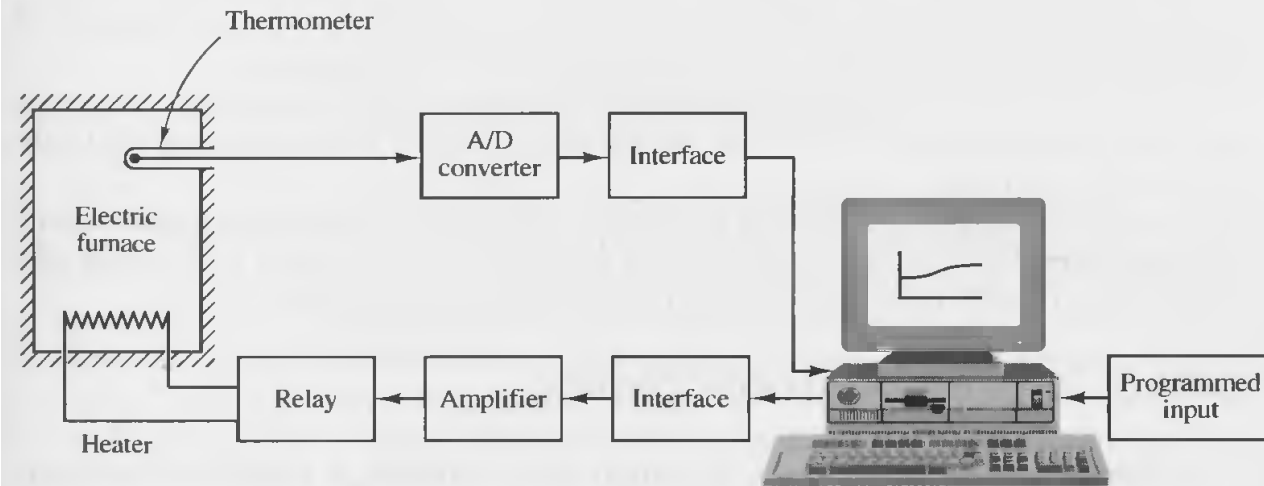 Thermometer
A/D
converter
Interface
Electric
furnace
Relay
Amplifier
Interface
Programmed
input
Heater